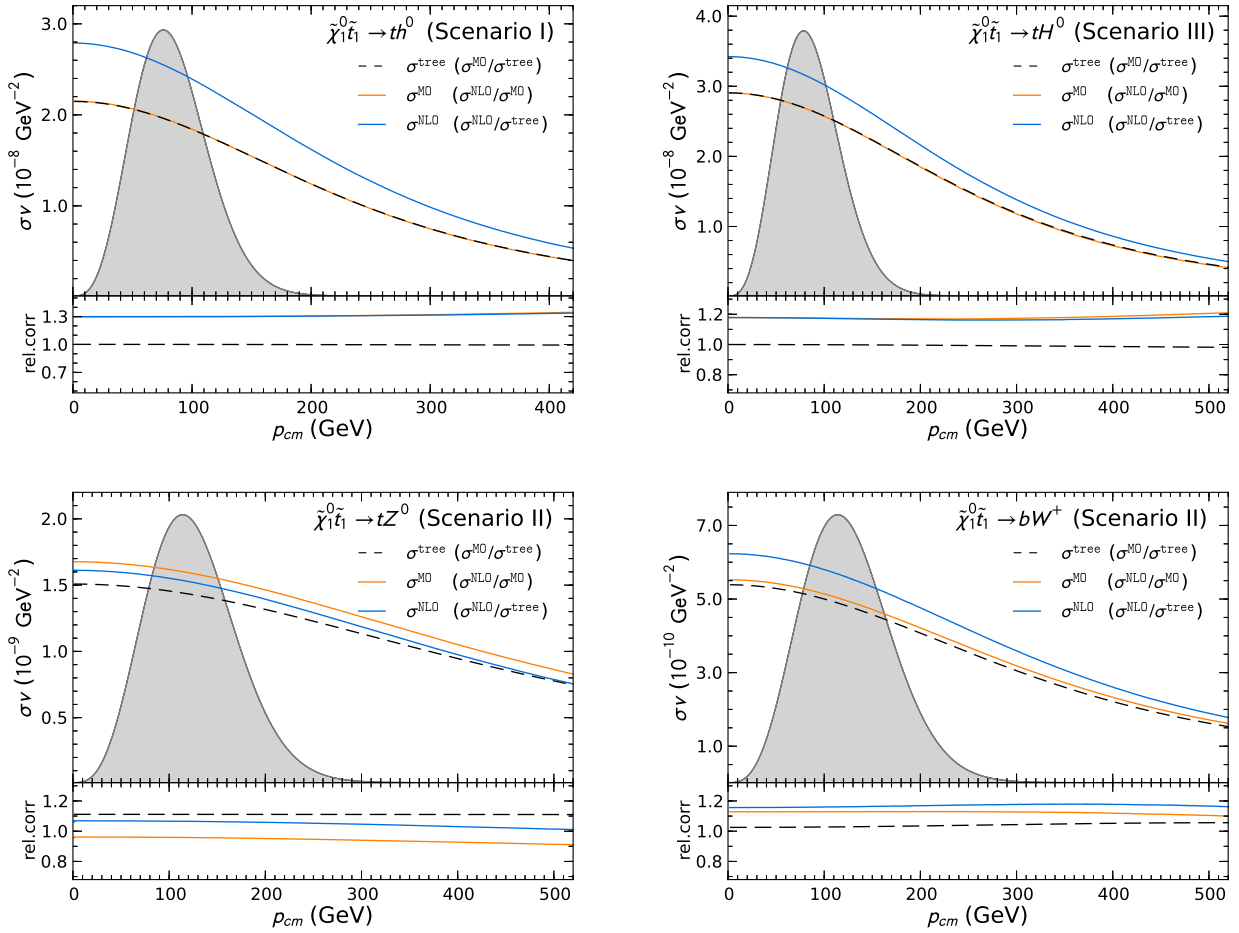 χ̃⁰₁t̃₁ → th⁰ (Scenario I)
σ^tree (σ^MO/σ^tree)
σ^MO (σ^NLO/σ^MO)
σ^NLO (σ^NLO/σ^tree)
σv (10⁻⁸ GeV⁻²)
3.0
2.0
1.0
rel.corr
1.3
1.0
0.7
0 100 200 300 400
p_cm (GeV)
χ̃⁰₁t̃₁ → tH⁰ (Scenario III)
σ^tree (σ^MO/σ^tree)
σ^MO (σ^NLO/σ^MO)
σ^NLO (σ^NLO/σ^tree)
σv (10⁻⁸ GeV⁻²)
4.0
3.0
2.0
1.0
rel.corr
1.2
1.0
0.8
0 100 200 300 400 500
p_cm (GeV)
χ̃⁰₁t̃₁ → tZ⁰ (Scenario II)
σ^tree (σ^MO/σ^tree)
σ^MO (σ^NLO/σ^MO)
σ^NLO (σ^NLO/σ^tree)
σv (10⁻⁹ GeV⁻²)
2.0
1.5
1.0
0.5
rel.corr
1.2
1.0
0.8
0 100 200 300 400 500
p_cm (GeV)
χ̃⁰₁t̃₁ → bW⁺ (Scenario II)
σ^tree (σ^MO/σ^tree)
σ^MO (σ^NLO/σ^MO)
σ^NLO (σ^NLO/σ^tree)
σv (10⁻¹⁰ GeV⁻²)
7.0
5.0
3.0
1.0
rel.corr
1.2
1.0
0.8
0 100 200 300 400 500
p_cm (GeV)